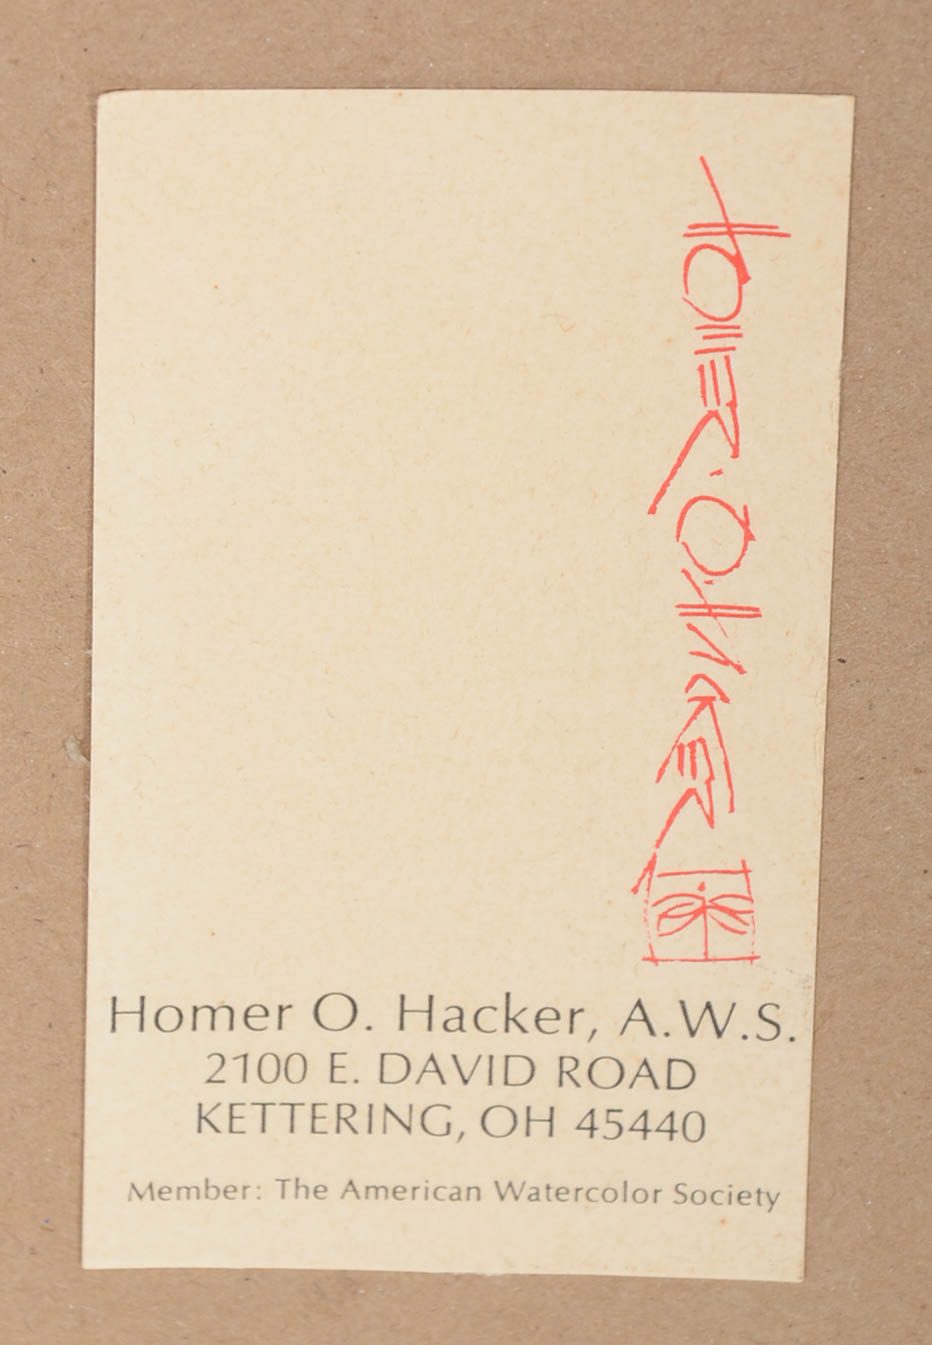 HOMER·O·HACKER
Homer O. Hacker, A.W.S.
2100 E. DAVID ROAD
KETTERING, OH 45440
Member: The American Watercolor Society